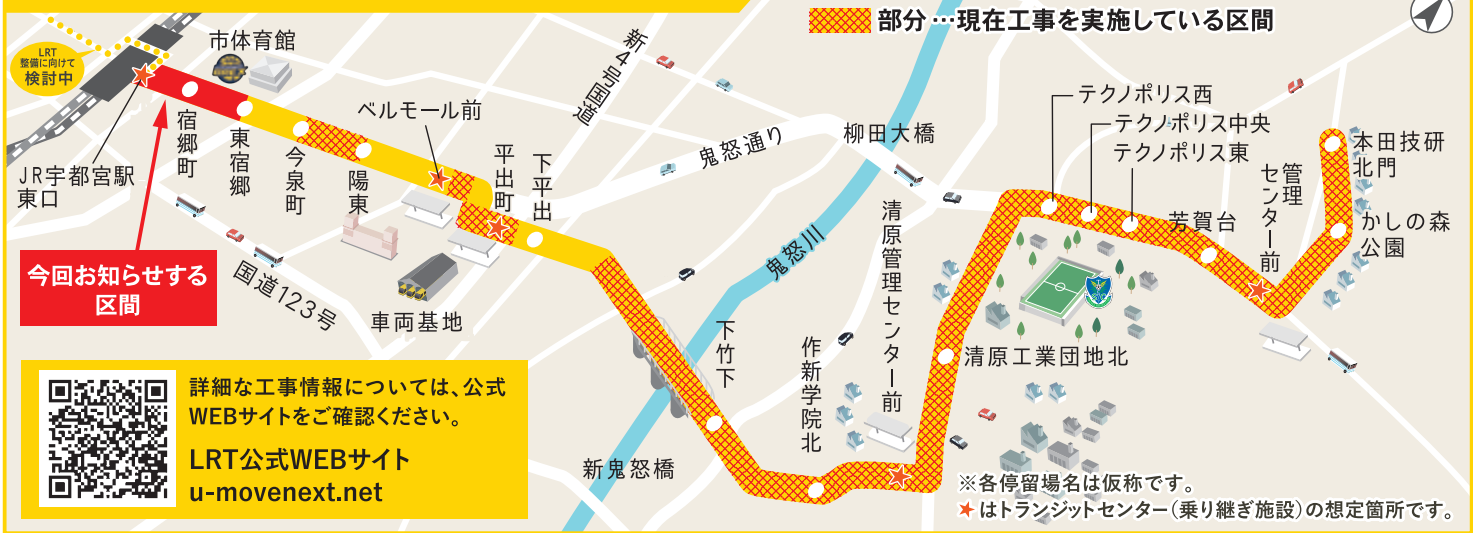 部分…現在工事を実施している区間
LRT
整備に向けて
検討中
市体育館
新4号国道
ベルモール前
宿郷町
東宿郷
今泉町
陽東
平出町
下平出
鬼怒通り
柳田大橋
テクノポリス西
テクノポリス中央
テクノポリス東
管理
センター前
本田技研
北門
JR宇都宮駅
東口
芳賀台
かしの森
公園
今回お知らせする
区間
国道123号
車両基地
鬼怒川
清原管理センター前
下竹下
作新学院北
清原工業団地北
新鬼怒橋
詳細な工事情報については、公式
WEBサイトをご確認ください。
LRT公式WEBサイト
u-movenext.net
※各停留場名は仮称です。
★はトランジットセンター(乗り継ぎ施設)の想定箇所です。